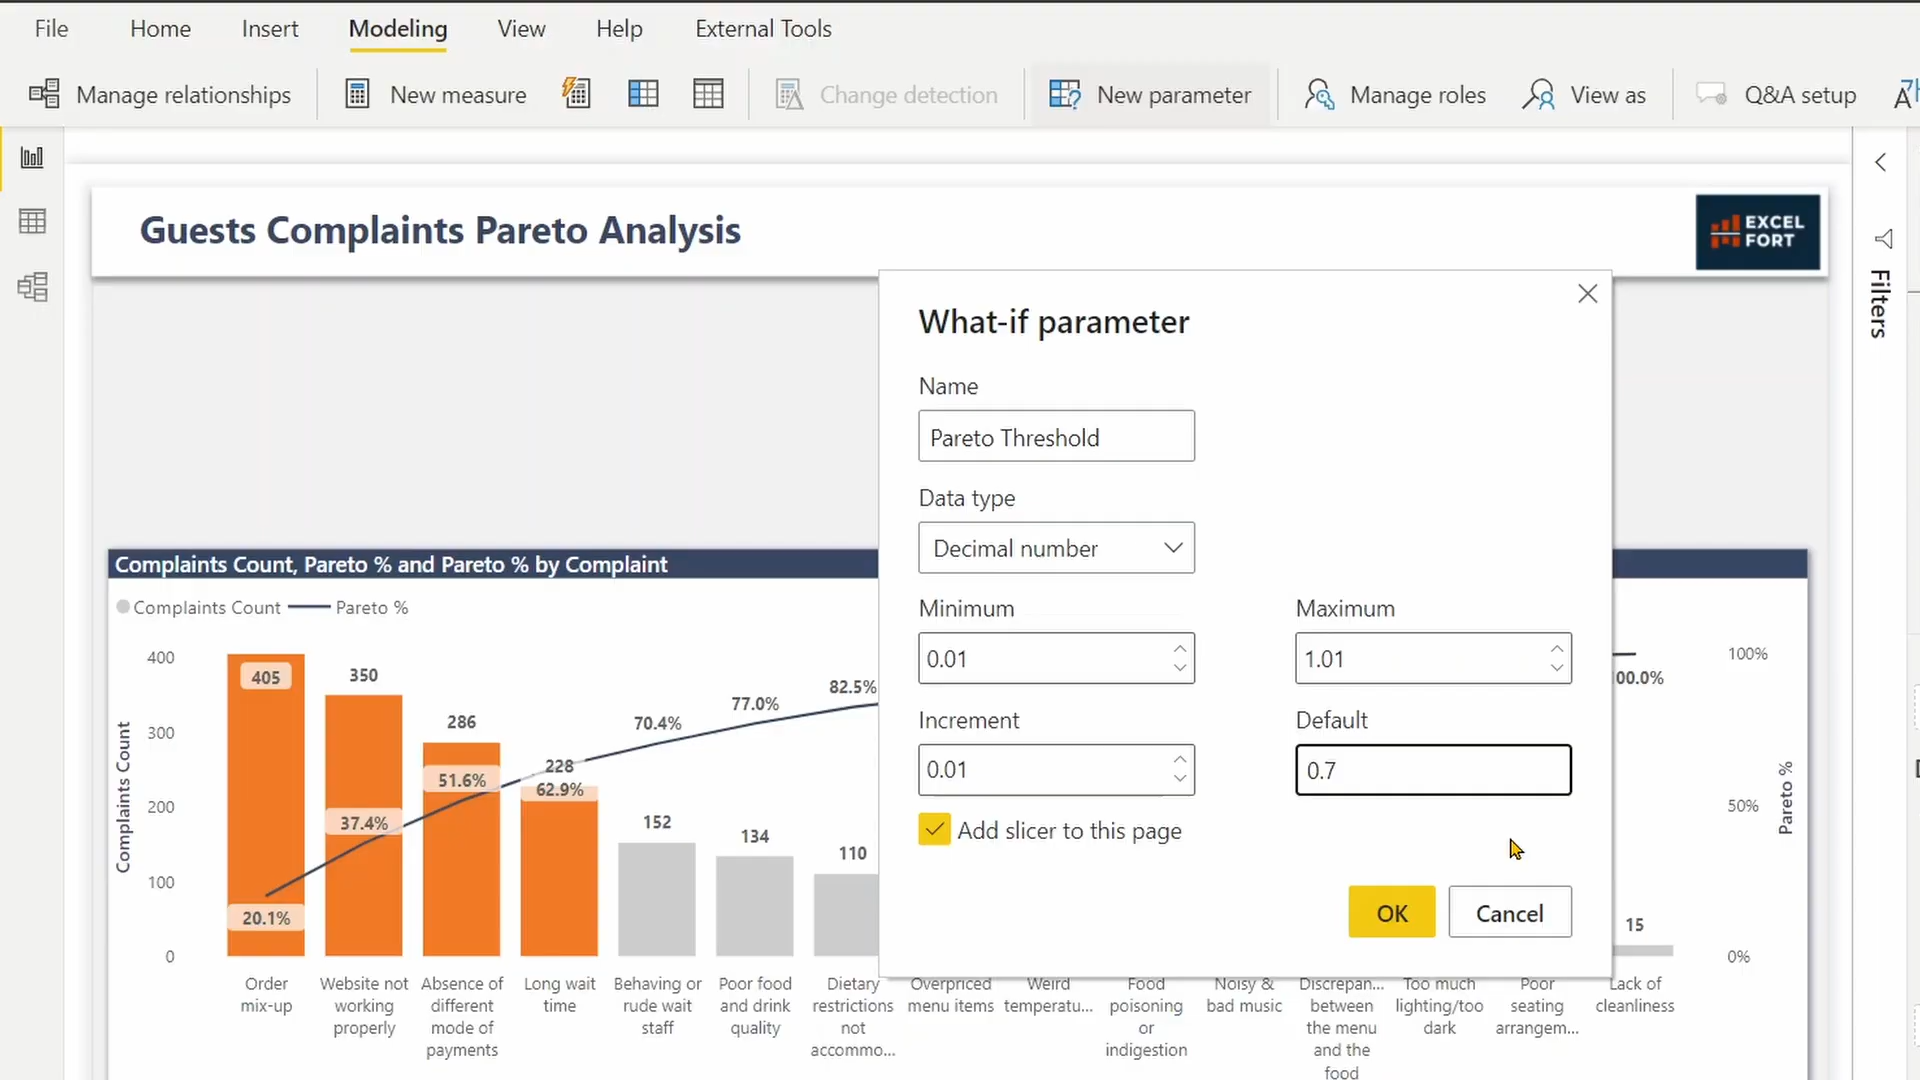 File Home Insert Modeling View Help External Tools
Manage relationships New measure Change detection New parameter Manage roles View as Q&A setup
Guests Complaints Pareto Analysis
EXCEL
FORT
Filters
What-if parameter
Name
Pareto Threshold
Data type
Decimal number
Minimum Maximum
0.01 1.01
Increment Default
0.01 0.7
Add slicer to this page
OK Cancel
Complaints Count, Pareto % and Pareto % by Complaint
Complaints Count Pareto %
Complaints Count
400
300
200
100
0
405
350
286
228
152
134
110
15
20.1%
37.4%
51.6%
62.9%
70.4%
77.0%
82.5%
00.0%
100%
50%
0%
Pareto %
Order
mix-up
Website not
working
properly
Absence of
different
mode of
payments
Long wait
time
Behaving or
rude wait
staff
Poor food
and drink
quality
Dietary
restrictions
not
accommo...
Overpriced
menu items
Weird
temperatu...
Food
poisoning
or
indigestion
Noisy &
bad music
Discrepan...
between
the menu
and the
food
Too much
lighting/too
dark
Poor
seating
arrangem...
Lack of
cleanliness